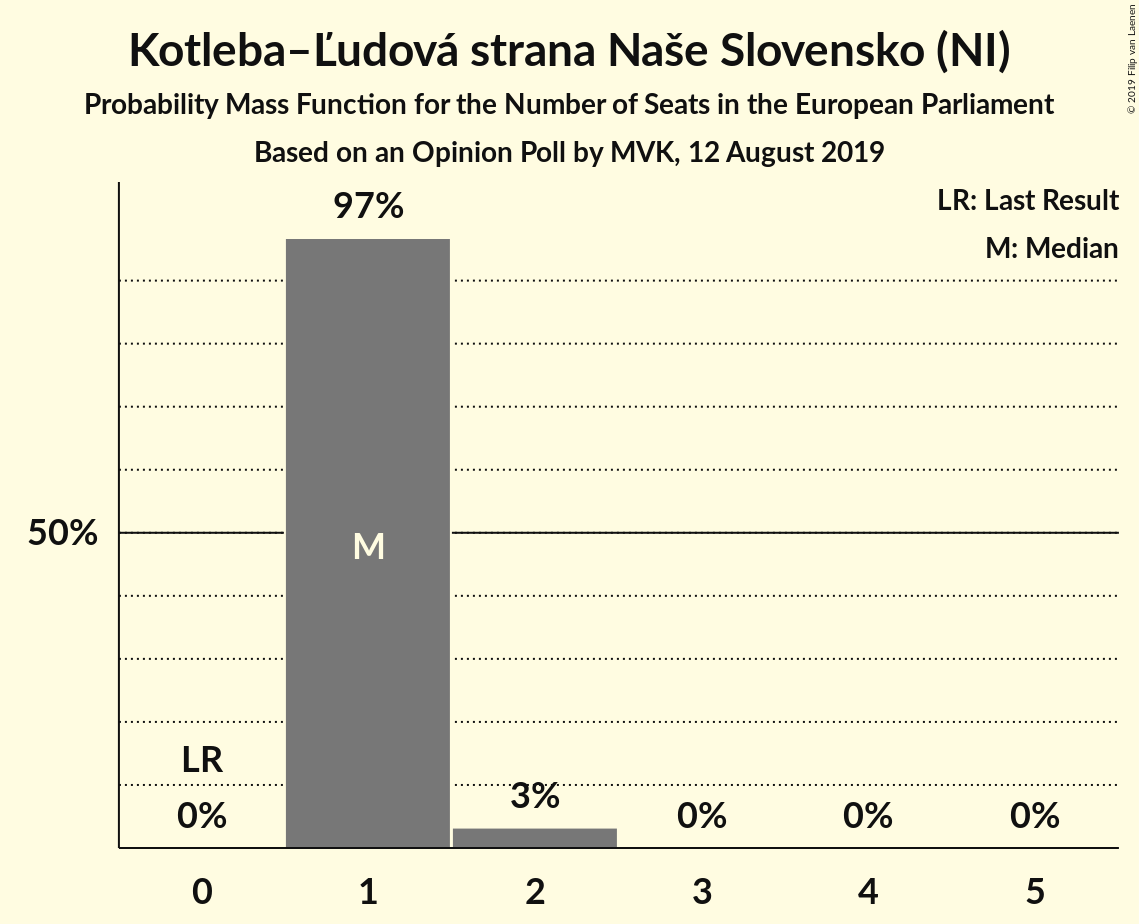 Kotleba–Ľudová strana Naše Slovensko (NI)
Probability Mass Function for the Number of Seats in the European Parliament
Based on an Opinion Poll by MVK, 12 August 2019
© 2019 Filip van Laenen
LR: Last Result
M: Median
97%
50%
M
LR
0%
3%
0%
0%
0%
0
1
2
3
4
5